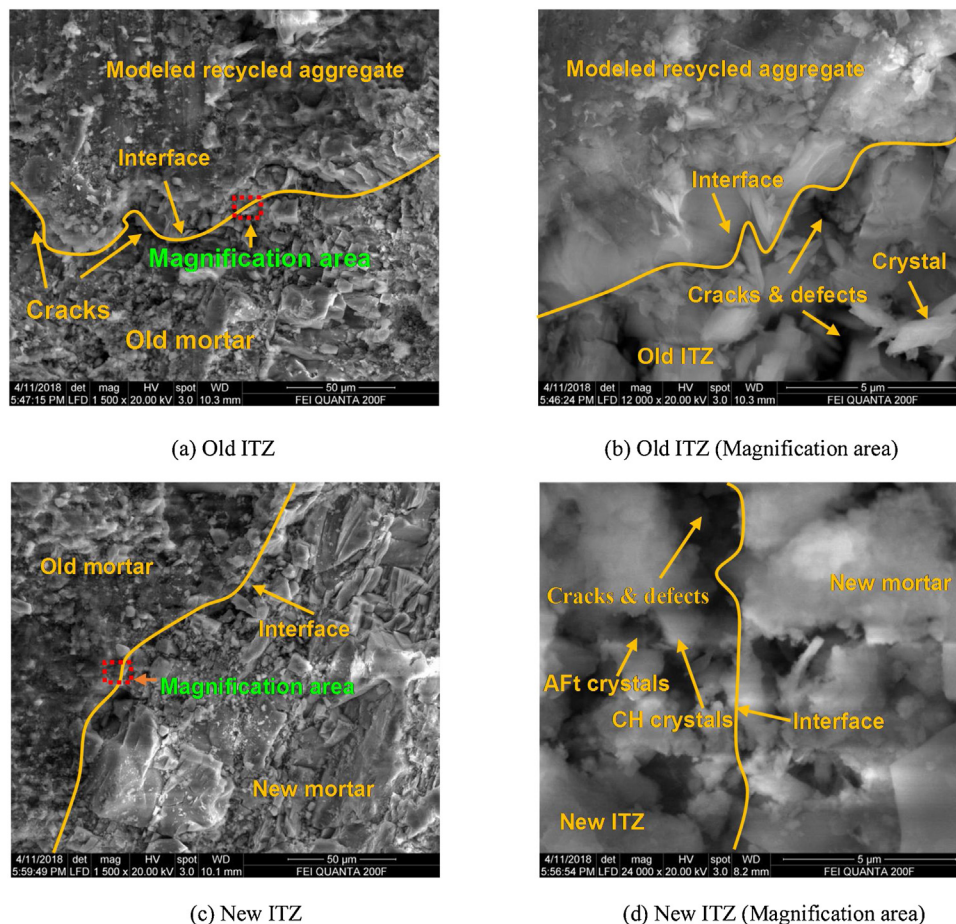 Modeled recycled aggregate
Interface
Magnification area
Cracks
Old mortar
4/11/2018 det mag HV spot WD 50 µm
5:47:15 PM LFD 1 500 x 20.00 kV 3.0 10.3 mm FEI QUANTA 200F
(a) Old ITZ
Modeled recycled aggregate
Interface
Crystal
Cracks & defects
Old ITZ
4/11/2018 det mag HV spot WD 5 µm
5:46:24 PM LFD 12 000 x 20.00 kV 3.0 10.3 mm FEI QUANTA 200F
(b) Old ITZ (Magnification area)
Old mortar
Interface
Magnification area
New mortar
4/11/2018 det mag HV spot WD 50 µm
5:59:49 PM LFD 1 500 x 20.00 kV 3.0 10.1 mm FEI QUANTA 200F
(c) New ITZ
Cracks & defects
New mortar
AFt crystals
CH crystals
Interface
New ITZ
4/11/2018 det mag HV spot WD 5 µm
5:56:54 PM LFD 24 000 x 20.00 kV 3.0 8.2 mm FEI QUANTA 200F
(d) New ITZ (Magnification area)